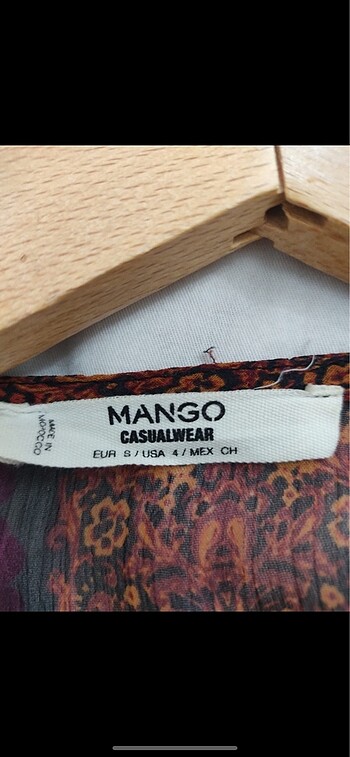 MANGO
CASUALWEAR
EUR S / USA 4 / MEX CH
MADE IN
MOROCCO